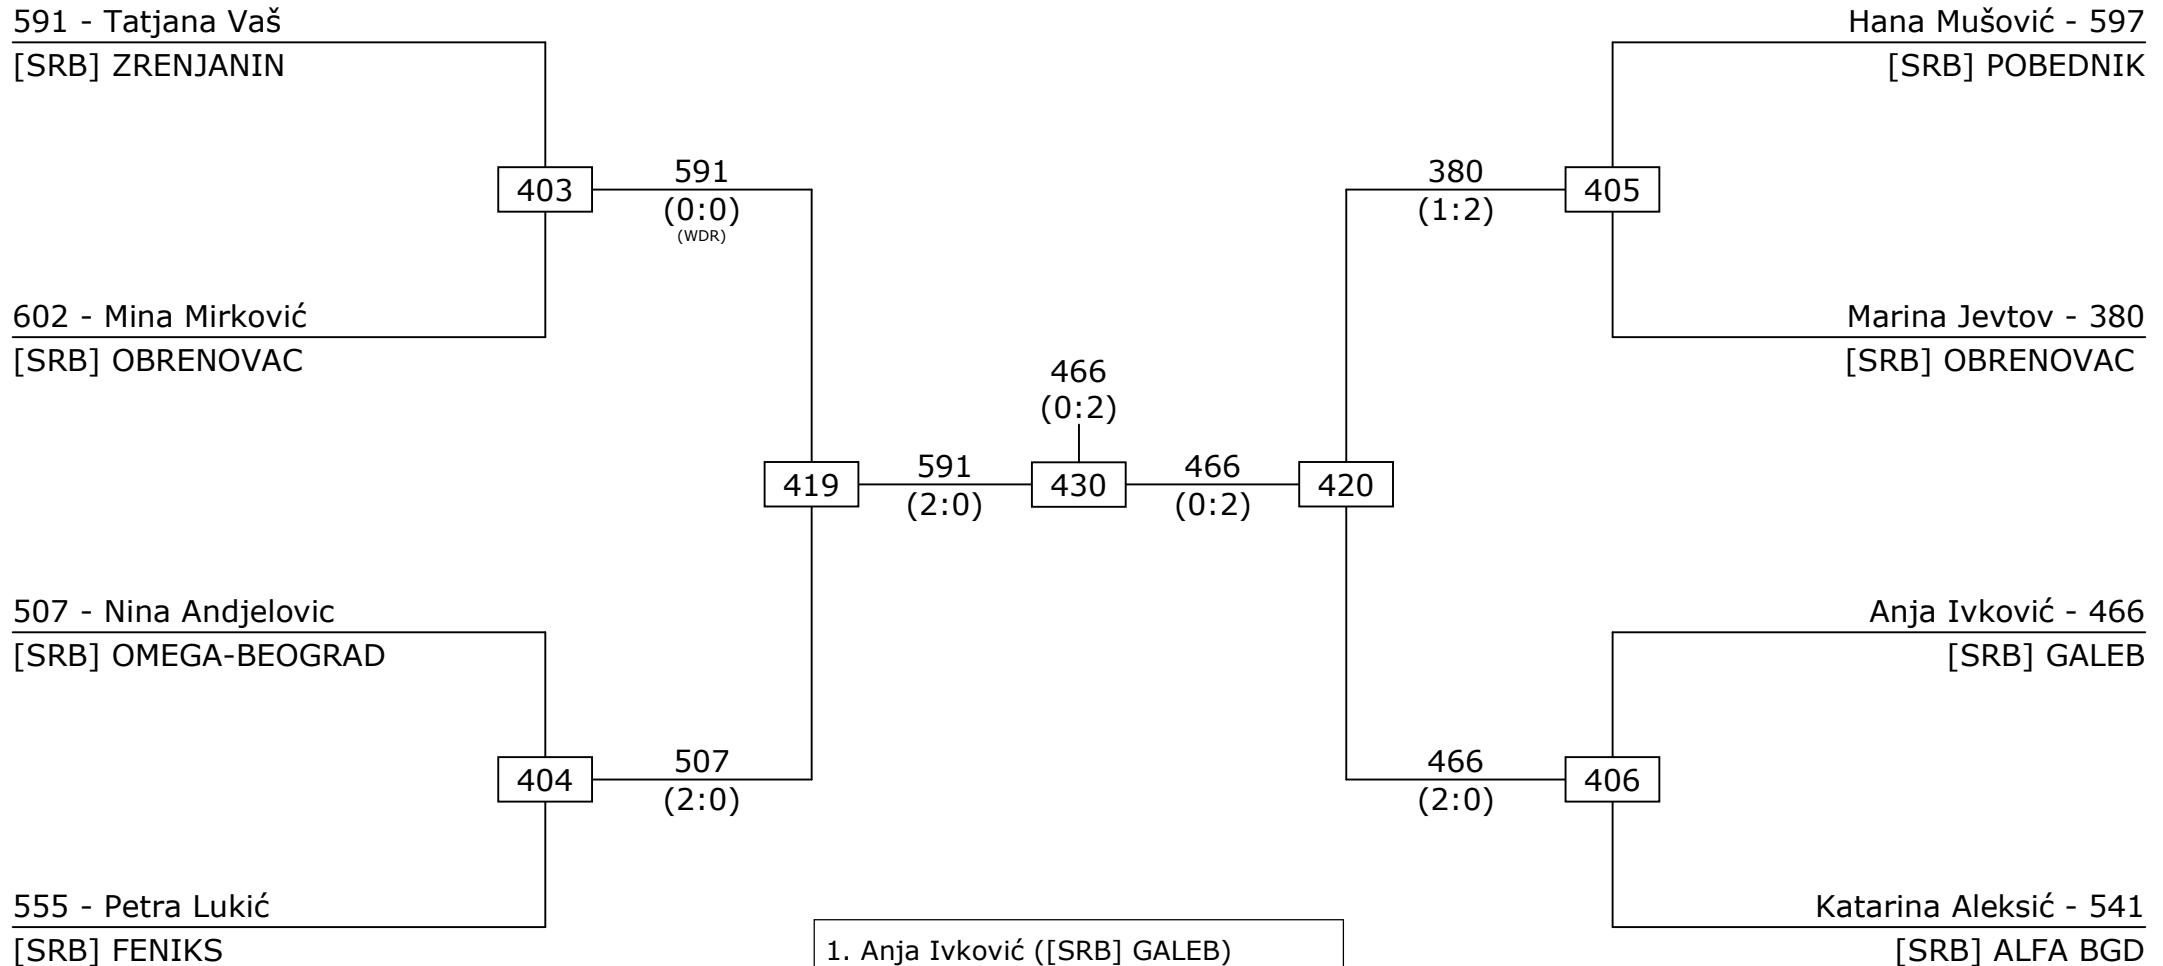 591 - Tatjana Vaš
[SRB] ZRENJANIN
Hana Mušović - 597
[SRB] POBEDNIK
403
591
(0:0)
(WDR)
380
(1:2)
405
602 - Mina Mirković
[SRB] OBRENOVAC
Marina Jevtov - 380
[SRB] OBRENOVAC
466
(0:2)
419
591
(2:0)
430
466
(0:2)
420
507 - Nina Andjelovic
[SRB] OMEGA-BEOGRAD
Anja Ivković - 466
[SRB] GALEB
404
507
(2:0)
466
(2:0)
406
555 - Petra Lukić
[SRB] FENIKS
Katarina Aleksić - 541
[SRB] ALFA BGD
1. Anja Ivković ([SRB] GALEB)